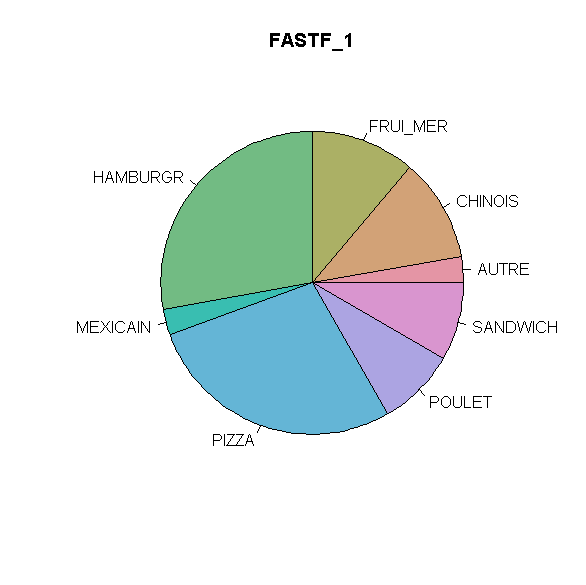 FASTF_1
FRUI_MER
HAMBURGR
CHINOIS
AUTRE
MEXICAIN
SANDWICH
POULET
PIZZA